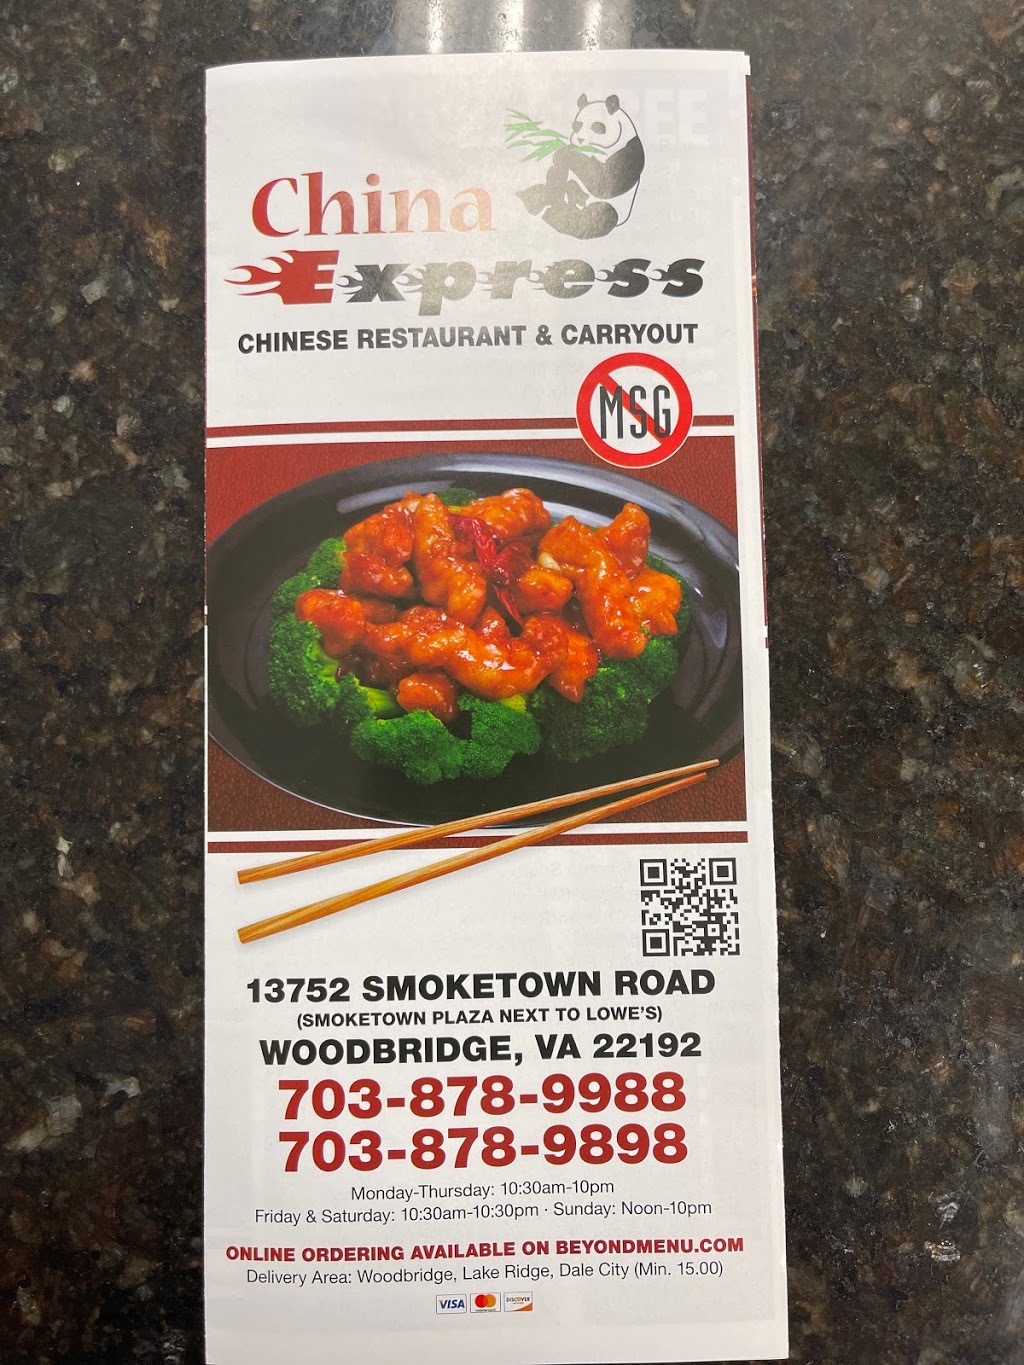 China
Express
CHINESE RESTAURANT & CARRYOUT
MSG
13752 SMOKETOWN ROAD
(SMOKETOWN PLAZA NEXT TO LOWE'S)
WOODBRIDGE, VA 22192
703-878-9988
703-878-9898
Monday-Thursday: 10:30am-10pm
Friday & Saturday: 10:30am-10:30pm · Sunday: Noon-10pm
ONLINE ORDERING AVAILABLE ON BEYONDMENU.COM
Delivery Area: Woodbridge, Lake Ridge, Dale City (Min. 15.00)
VISA mastercard DISCOVER